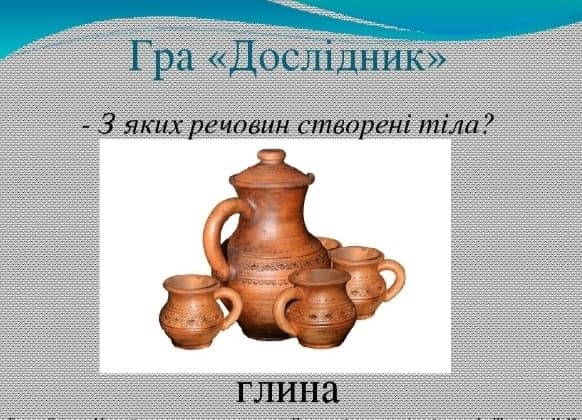 Гра «Дослідник»
- З яких речовин створені тіла?
глина